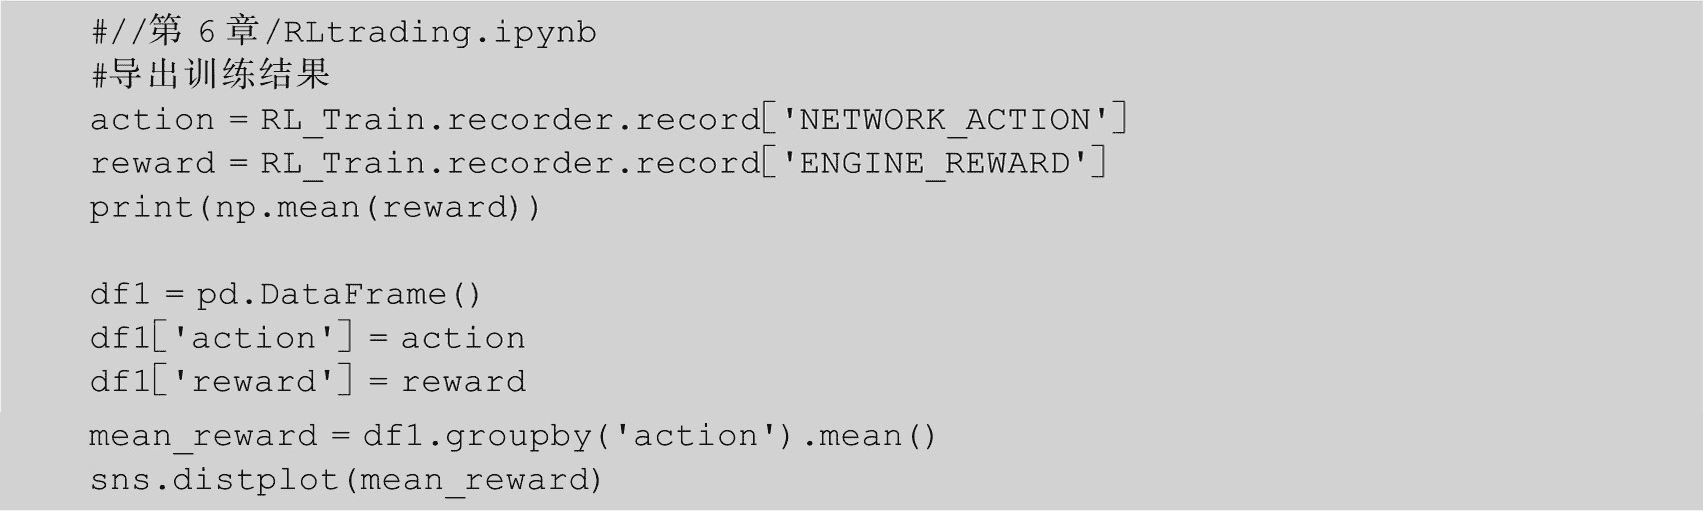 #//第 6 章/RLtrading.ipynb
#导出训练结果
action = RL_Train.recorder.record['NETWORK_ACTION']
reward = RL_Train.recorder.record['ENGINE_REWARD']
print(np.mean(reward))
df1 = pd.DataFrame()
df1['action'] = action
df1['reward'] = reward
mean_reward = df1.groupby('action').mean()
sns.distplot(mean_reward)